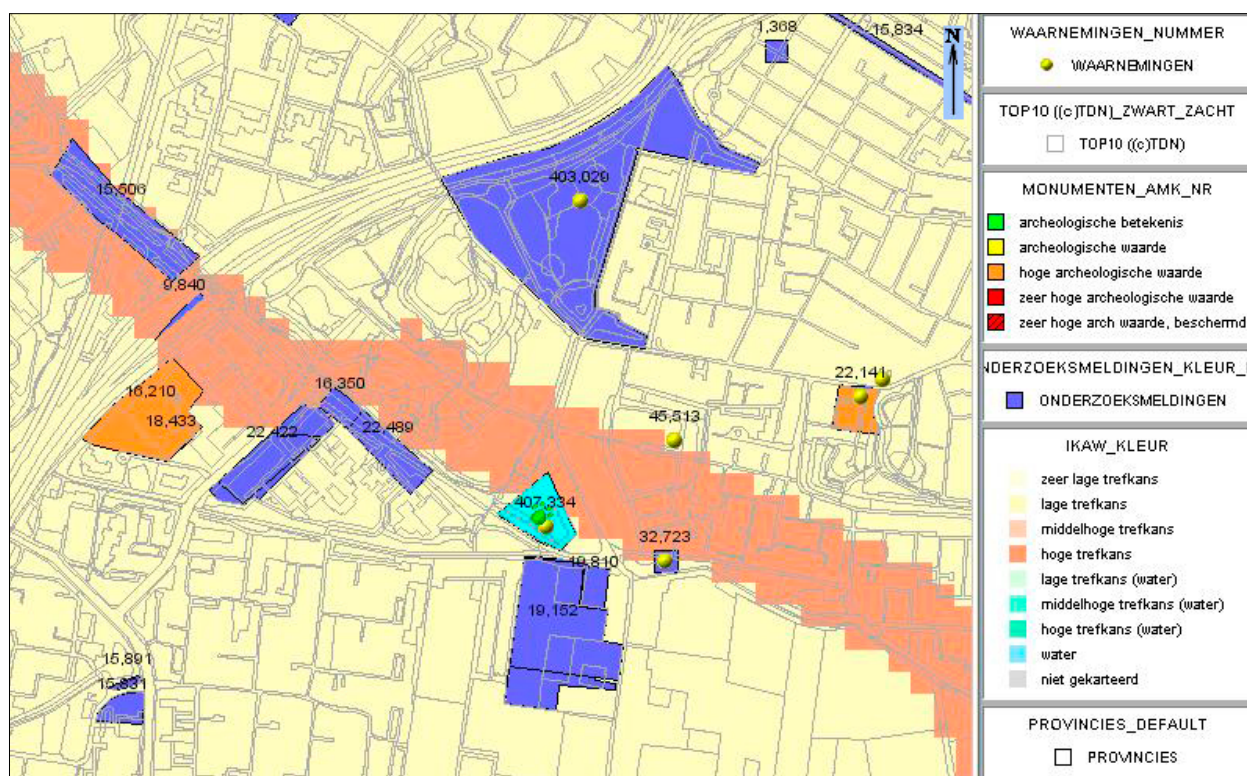 1,368
15,834
N
403,029
15,506
9,840
16,210
18,433
16,350
22,422
22,489
22,141
45,513
407,334
32,723
19,810
19,152
15,891
15,831
WAARNEMINGEN_NUMMER
WAARNEMINGEN
TOP10 ((c)TDN)_ZWART_ZACHT
TOP10 ((c)TDN)
MONUMENTEN_AMK_NR
archeologische betekenis
archeologische waarde
hoge archeologische waarde
zeer hoge archeologische waarde
zeer hoge arch waarde, beschermd
NDERZOEKSMELDINGEN_KLEUR_
ONDERZOEKSMELDINGEN
IKAW_KLEUR
zeer lage trefkans
lage trefkans
middelhoge trefkans
hoge trefkans
lage trefkans (water)
middelhoge trefkans (water)
hoge trefkans (water)
water
niet gekarteerd
PROVINCIES_DEFAULT
PROVINCIES